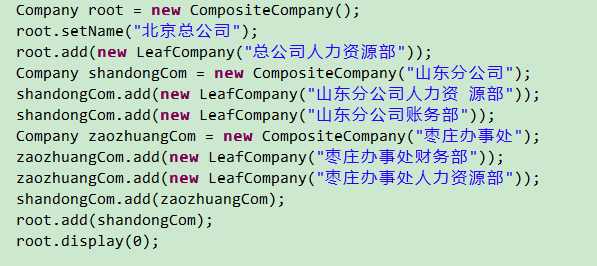 Company root = new CompositeCompany();
root.setName("北京总公司");
root.add(new LeafCompany("总公司人力资源部"));
Company shandongCom = new CompositeCompany("山东分公司");
shandongCom.add(new LeafCompany("山东分公司人力资 源部"));
shandongCom.add(new LeafCompany("山东分公司账务部"));
Company zaozhuangCom = new CompositeCompany("枣庄办事处");
zaozhuangCom.add(new LeafCompany("枣庄办事处财务部"));
zaozhuangCom.add(new LeafCompany("枣庄办事处人力资源部"));
shandongCom.add(zaozhuangCom);
root.add(shandongCom);
root.display(0);